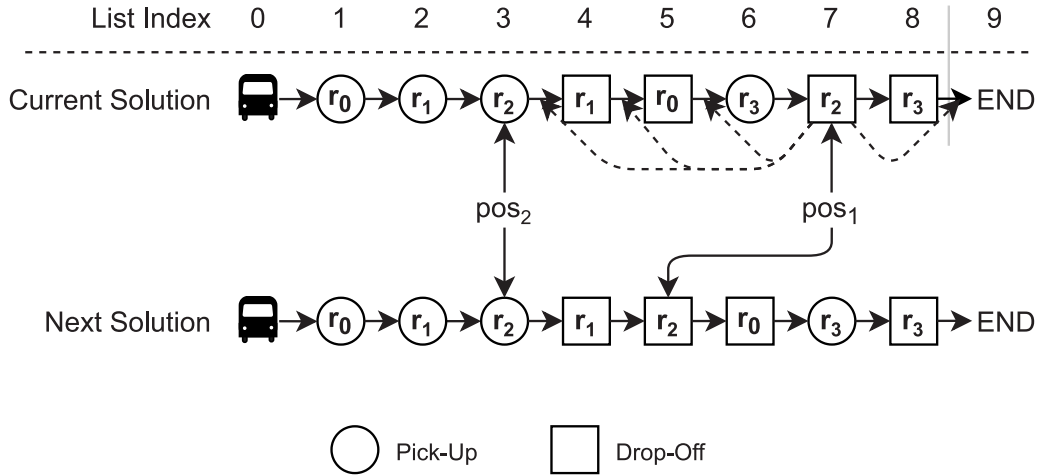 List Index 0 1 2 3 4 5 6 7 8 9
Current Solution r₀ r₁ r₂ r₁ r₀ r₃ r₂ r₃ END
pos₂ pos₁
Next Solution r₀ r₁ r₂ r₁ r₂ r₀ r₃ r₃ END
Pick-Up Drop-Off